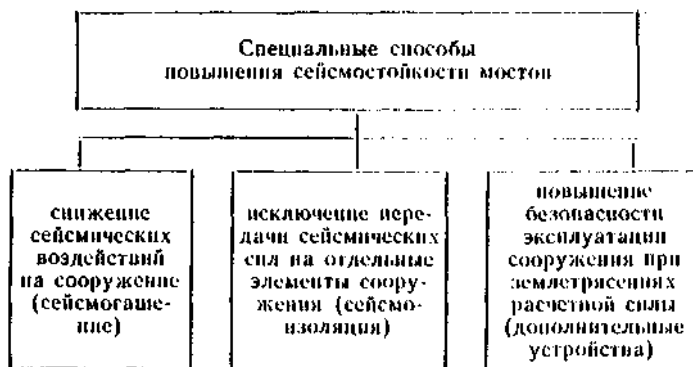 Специальные способы
повышения сейсмостойкости мостов
снижение
сейсмических
воздействий
на сооружение
(сейсмогаше-
ние)
исключение пере-
дачи сейсмических
сил на отдельные
элементы соору-
жения (сейсмо-
изоляция)
повышение
безопасности
эксплуатации
сооружения при
землетрясениях
расчетной силы
(дополнительные
устройства)